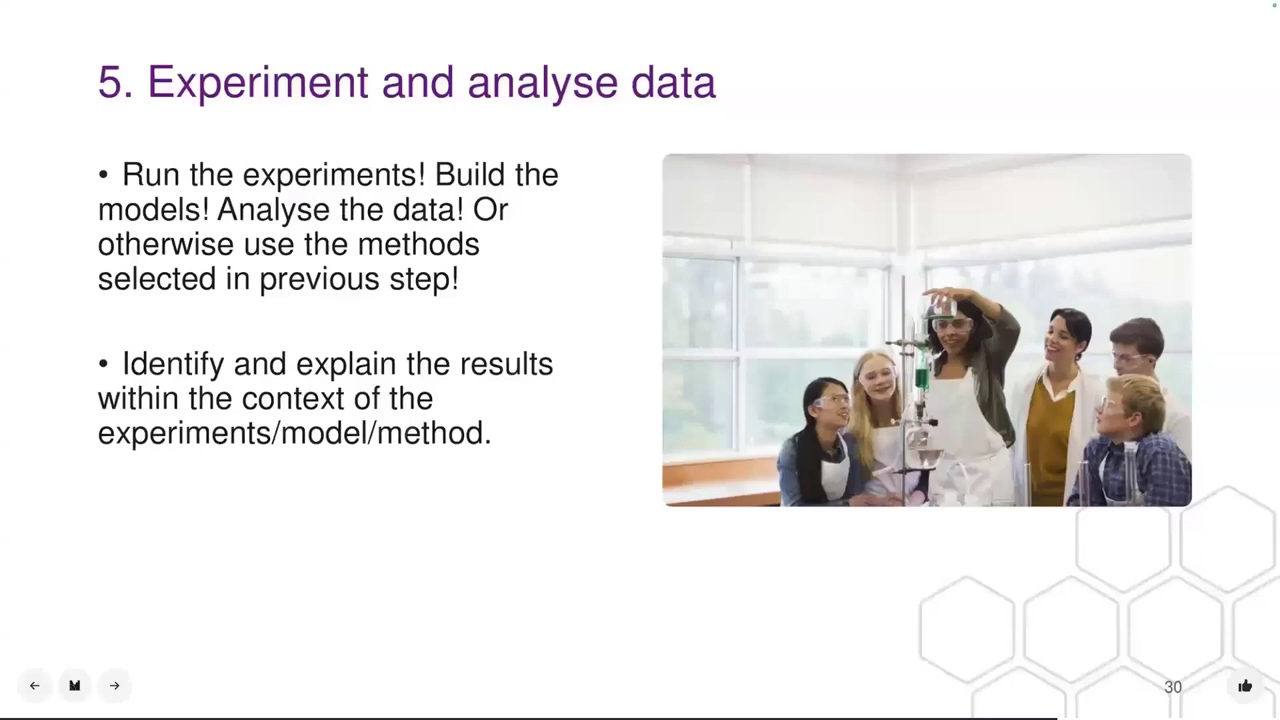 5. Experiment and analyse data
• Run the experiments! Build the
models! Analyse the data! Or
otherwise use the methods
selected in previous step!
• Identify and explain the results
within the context of the
experiments/model/method.
30